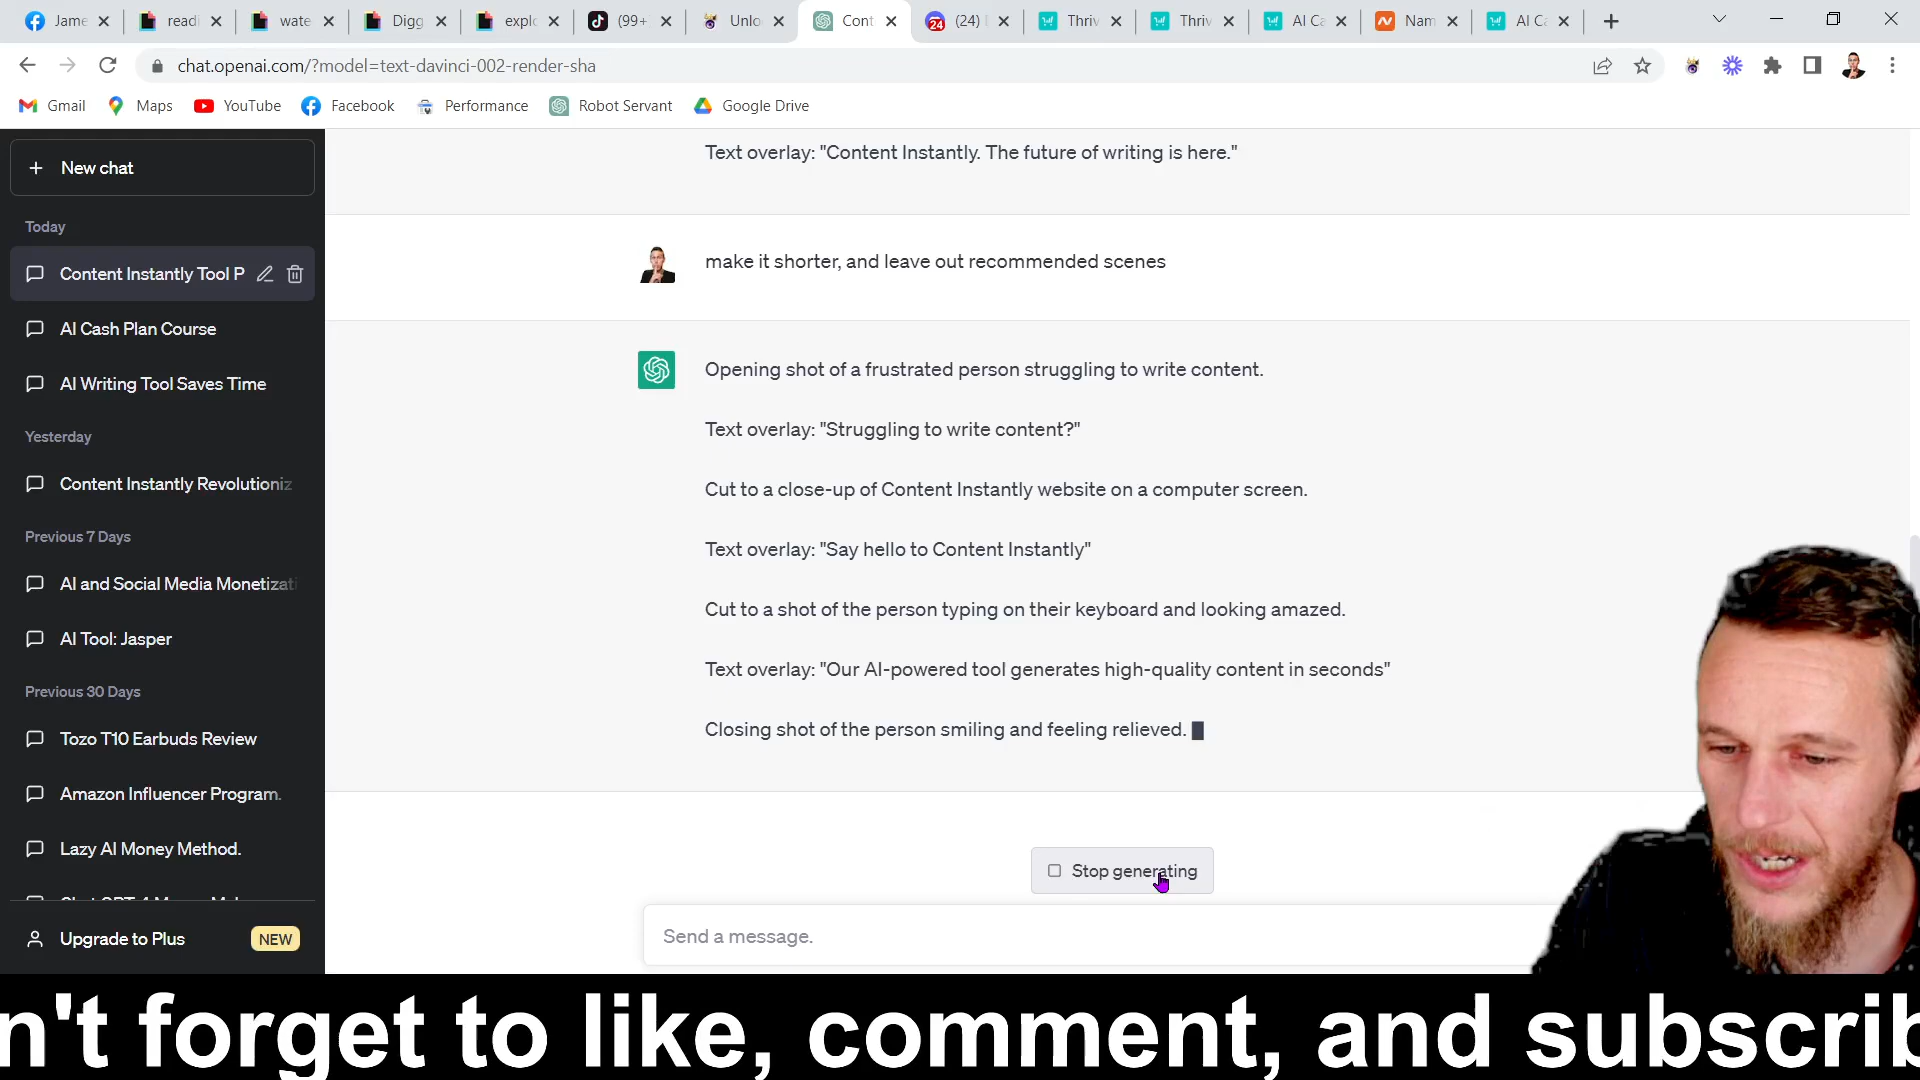 Jame
readi
wate
Digg
explo
(99+
Unlo
Cont
24
(24)
Thriv
Thriv
AI Ca
Nam
AI Ca
chat.openai.com/?model=text-davinci-002-render-sha
Gmail
Maps
YouTube
Facebook
Performance
Robot Servant
Google Drive
New chat
Today
Content Instantly Tool P
AI Cash Plan Course
AI Writing Tool Saves Time
Yesterday
Content Instantly Revolutioniz
Previous 7 Days
AI and Social Media Monetizati
AI Tool: Jasper
Previous 30 Days
Tozo T10 Earbuds Review
Amazon Influencer Program.
Lazy AI Money Method.
Upgrade to Plus
NEW
Text overlay: "Content Instantly. The future of writing is here."
make it shorter, and leave out recommended scenes
Opening shot of a frustrated person struggling to write content.
Text overlay: "Struggling to write content?"
Cut to a close-up of Content Instantly website on a computer screen.
Text overlay: "Say hello to Content Instantly"
Cut to a shot of the person typing on their keyboard and looking amazed.
Text overlay: "Our AI-powered tool generates high-quality content in seconds"
Closing shot of the person smiling and feeling relieved.
Stop generating
Send a message.
n't forget to like, comment, and subscrib